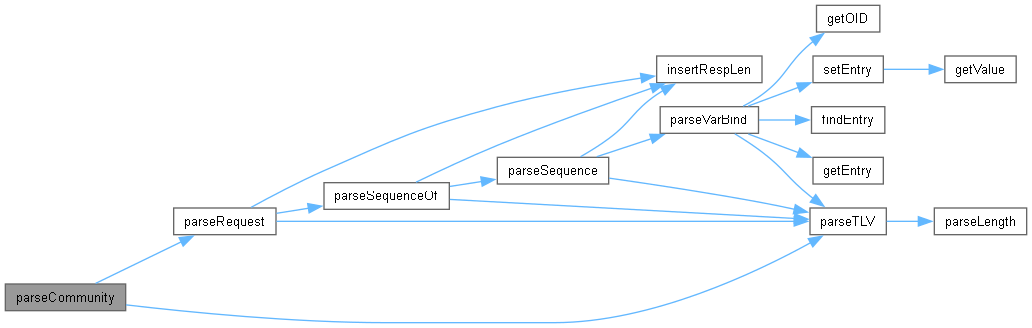 getOID
insertRespLen
setEntry
getValue
parseVarBind
findEntry
parseSequence
getEntry
parseSequenceOf
parseRequest
parseTLV
parseLength
parseCommunity